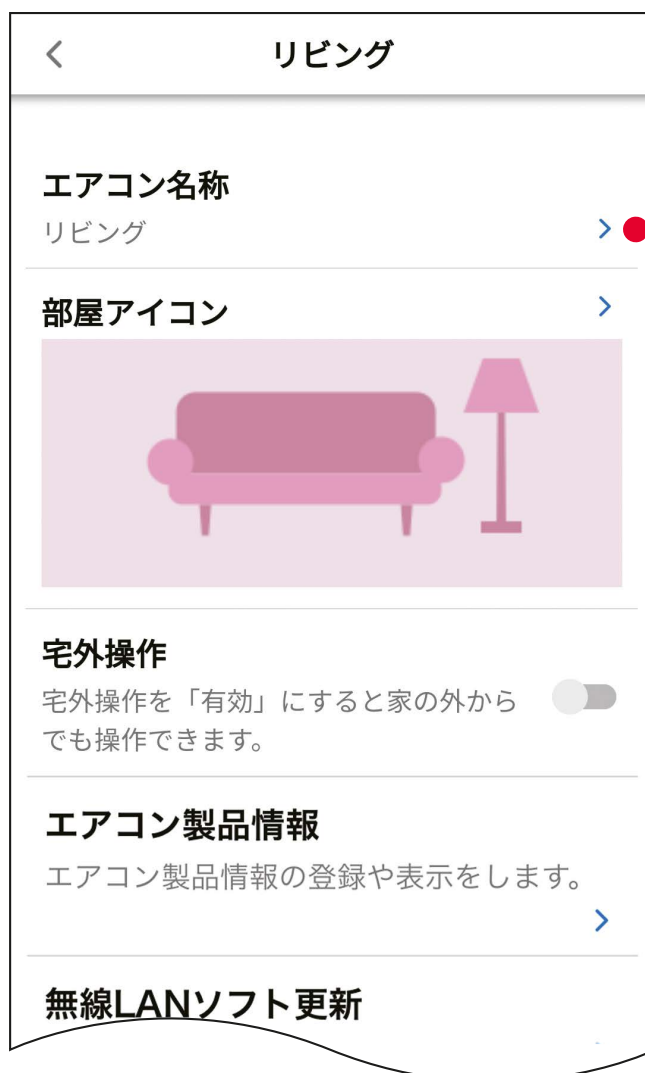 リビング
エアコン名称
リビング
部屋アイコン
宅外操作
宅外操作を「有効」にすると家の外から
でも操作できます。
エアコン製品情報
エアコン製品情報の登録や表示をします。
無線LANソフト更新